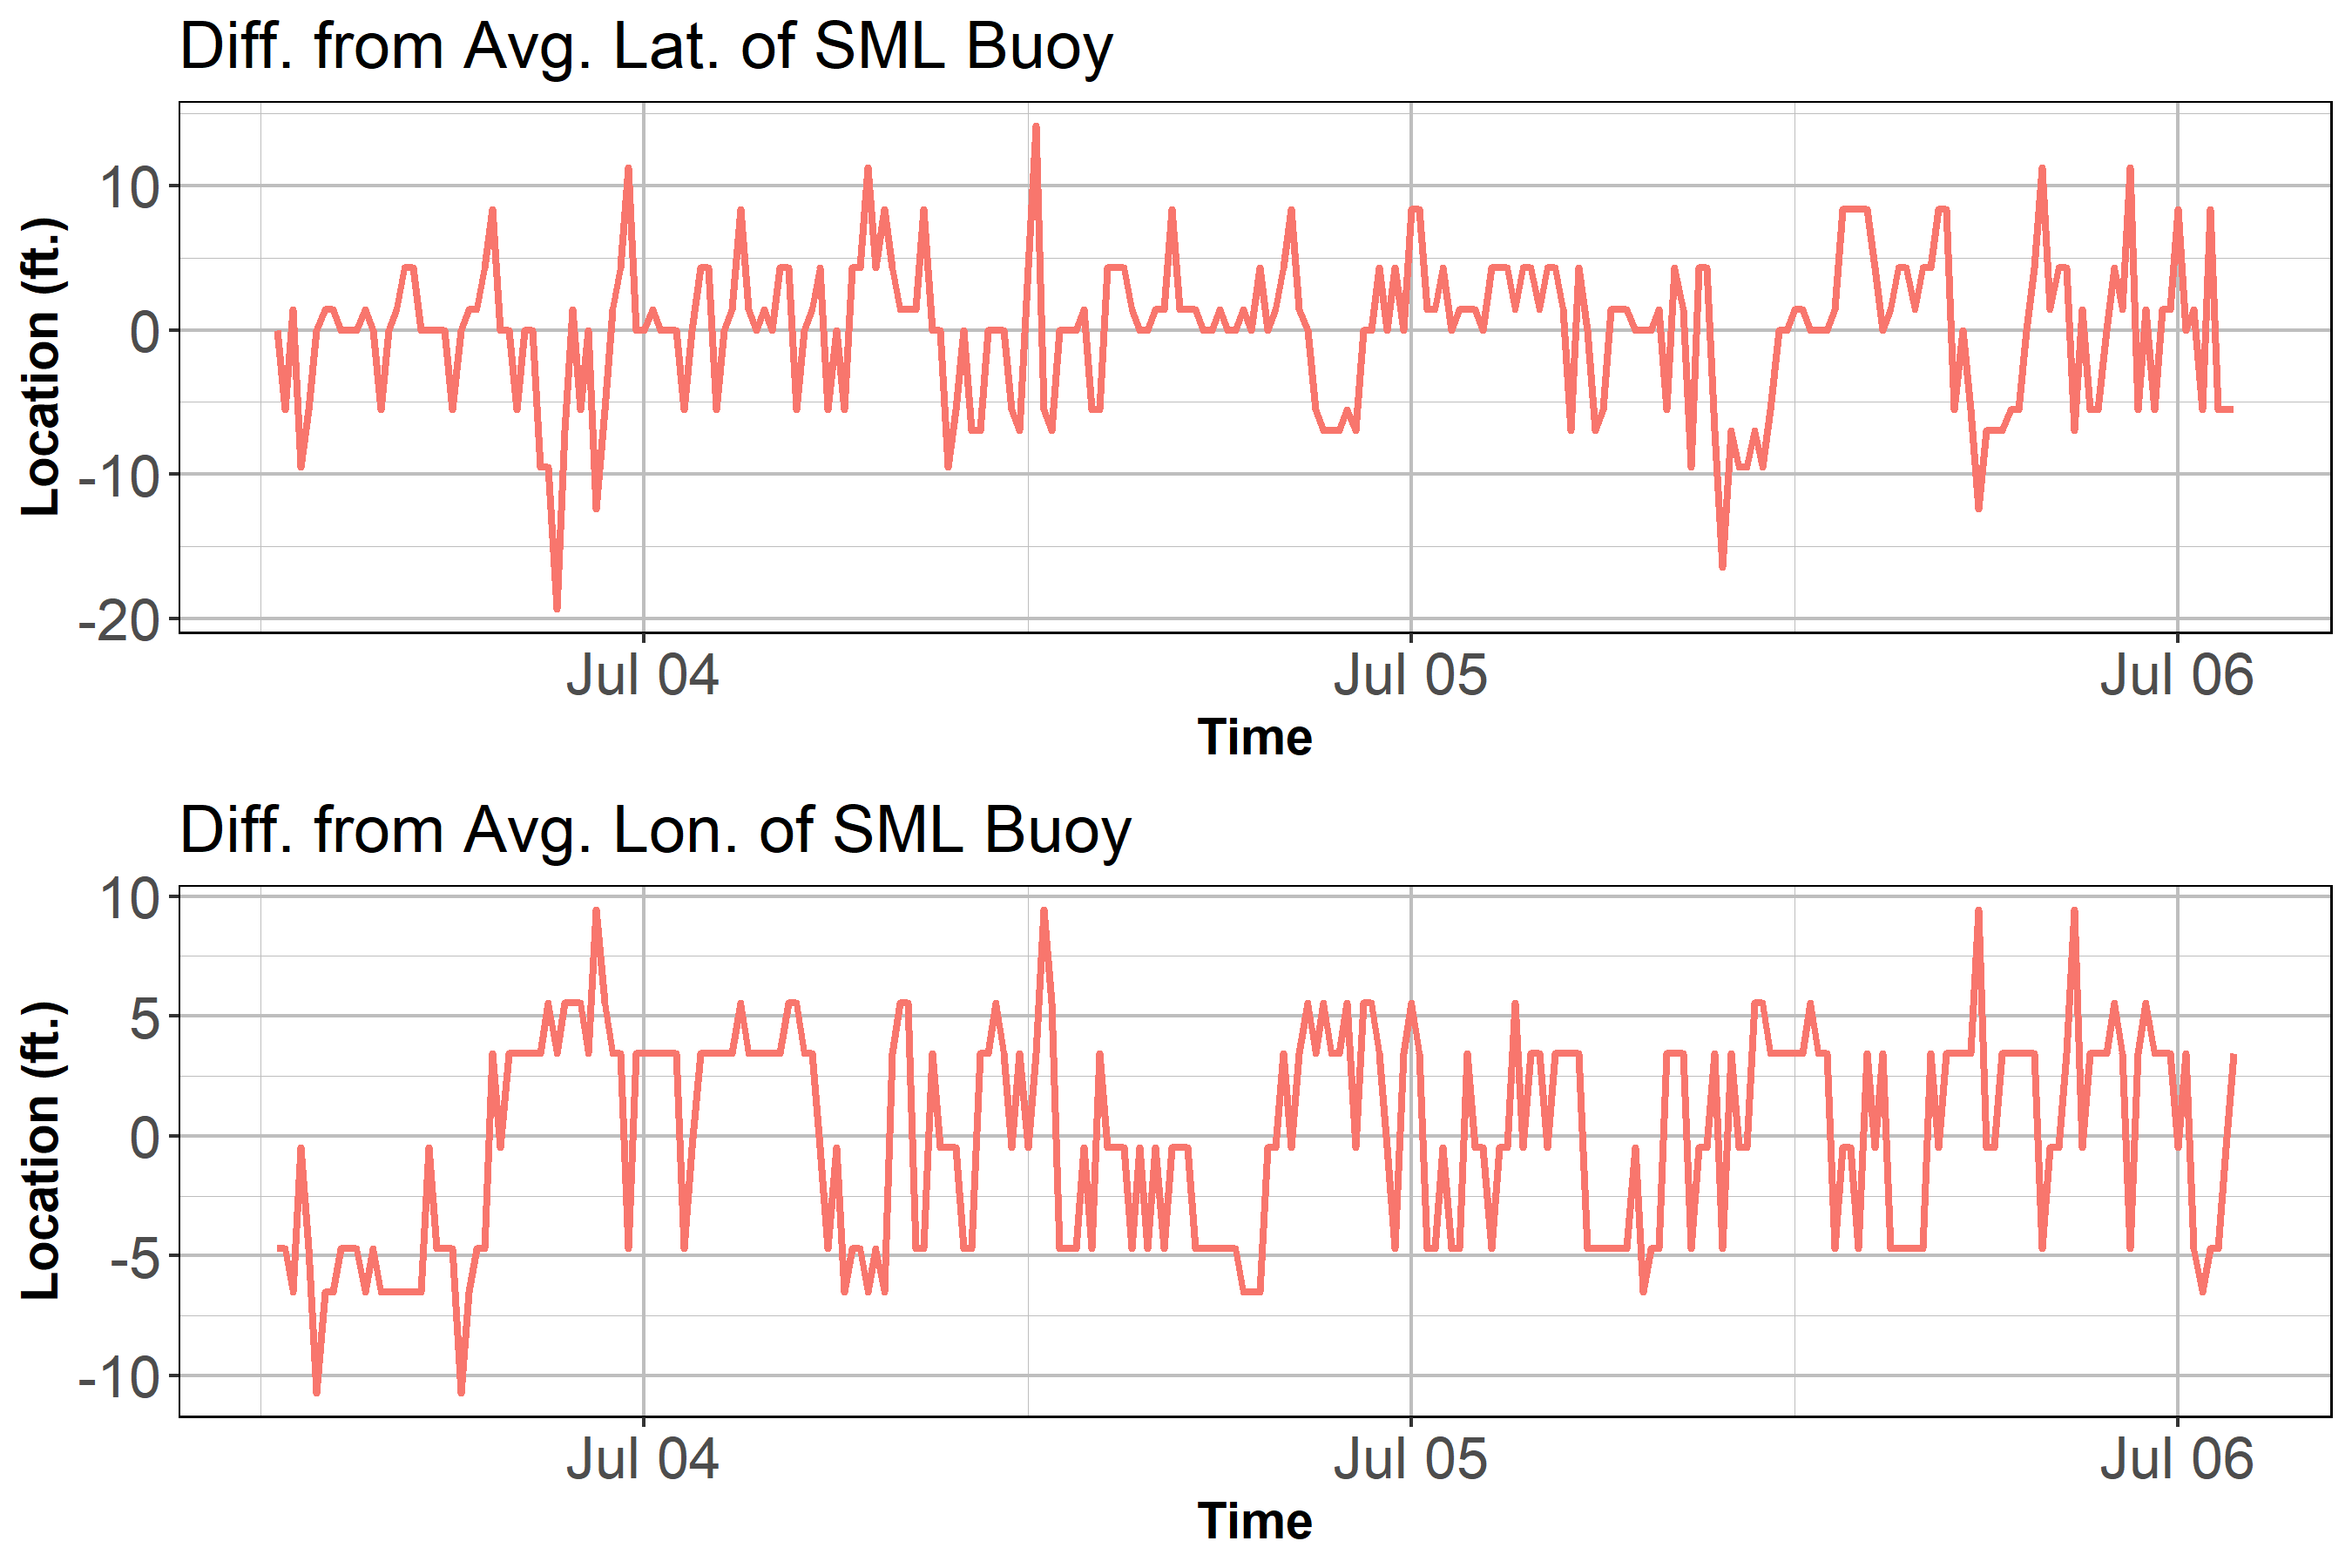 Diff. from Avg. Lat. of SML Buoy
Location (ft.)
10
0
-10
-20
Jul 04 Jul 05 Jul 06
Time
Diff. from Avg. Lon. of SML Buoy
Location (ft.)
10
5
0
-5
-10
Jul 04 Jul 05 Jul 06
Time